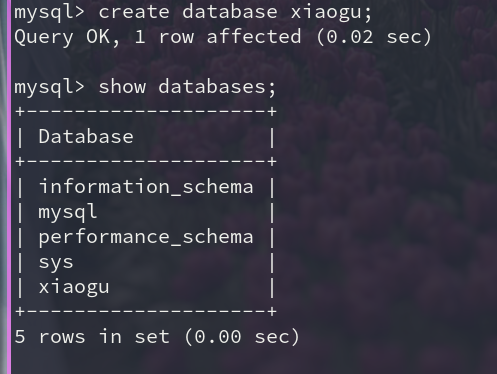 mysql> create database xiaogu;
Query OK, 1 row affected (0.02 sec)
mysql> show databases;
+--------------------+
| Database           |
+--------------------+
| information_schema |
| mysql              |
| performance_schema |
| sys                |
| xiaogu             |
+--------------------+
5 rows in set (0.00 sec)